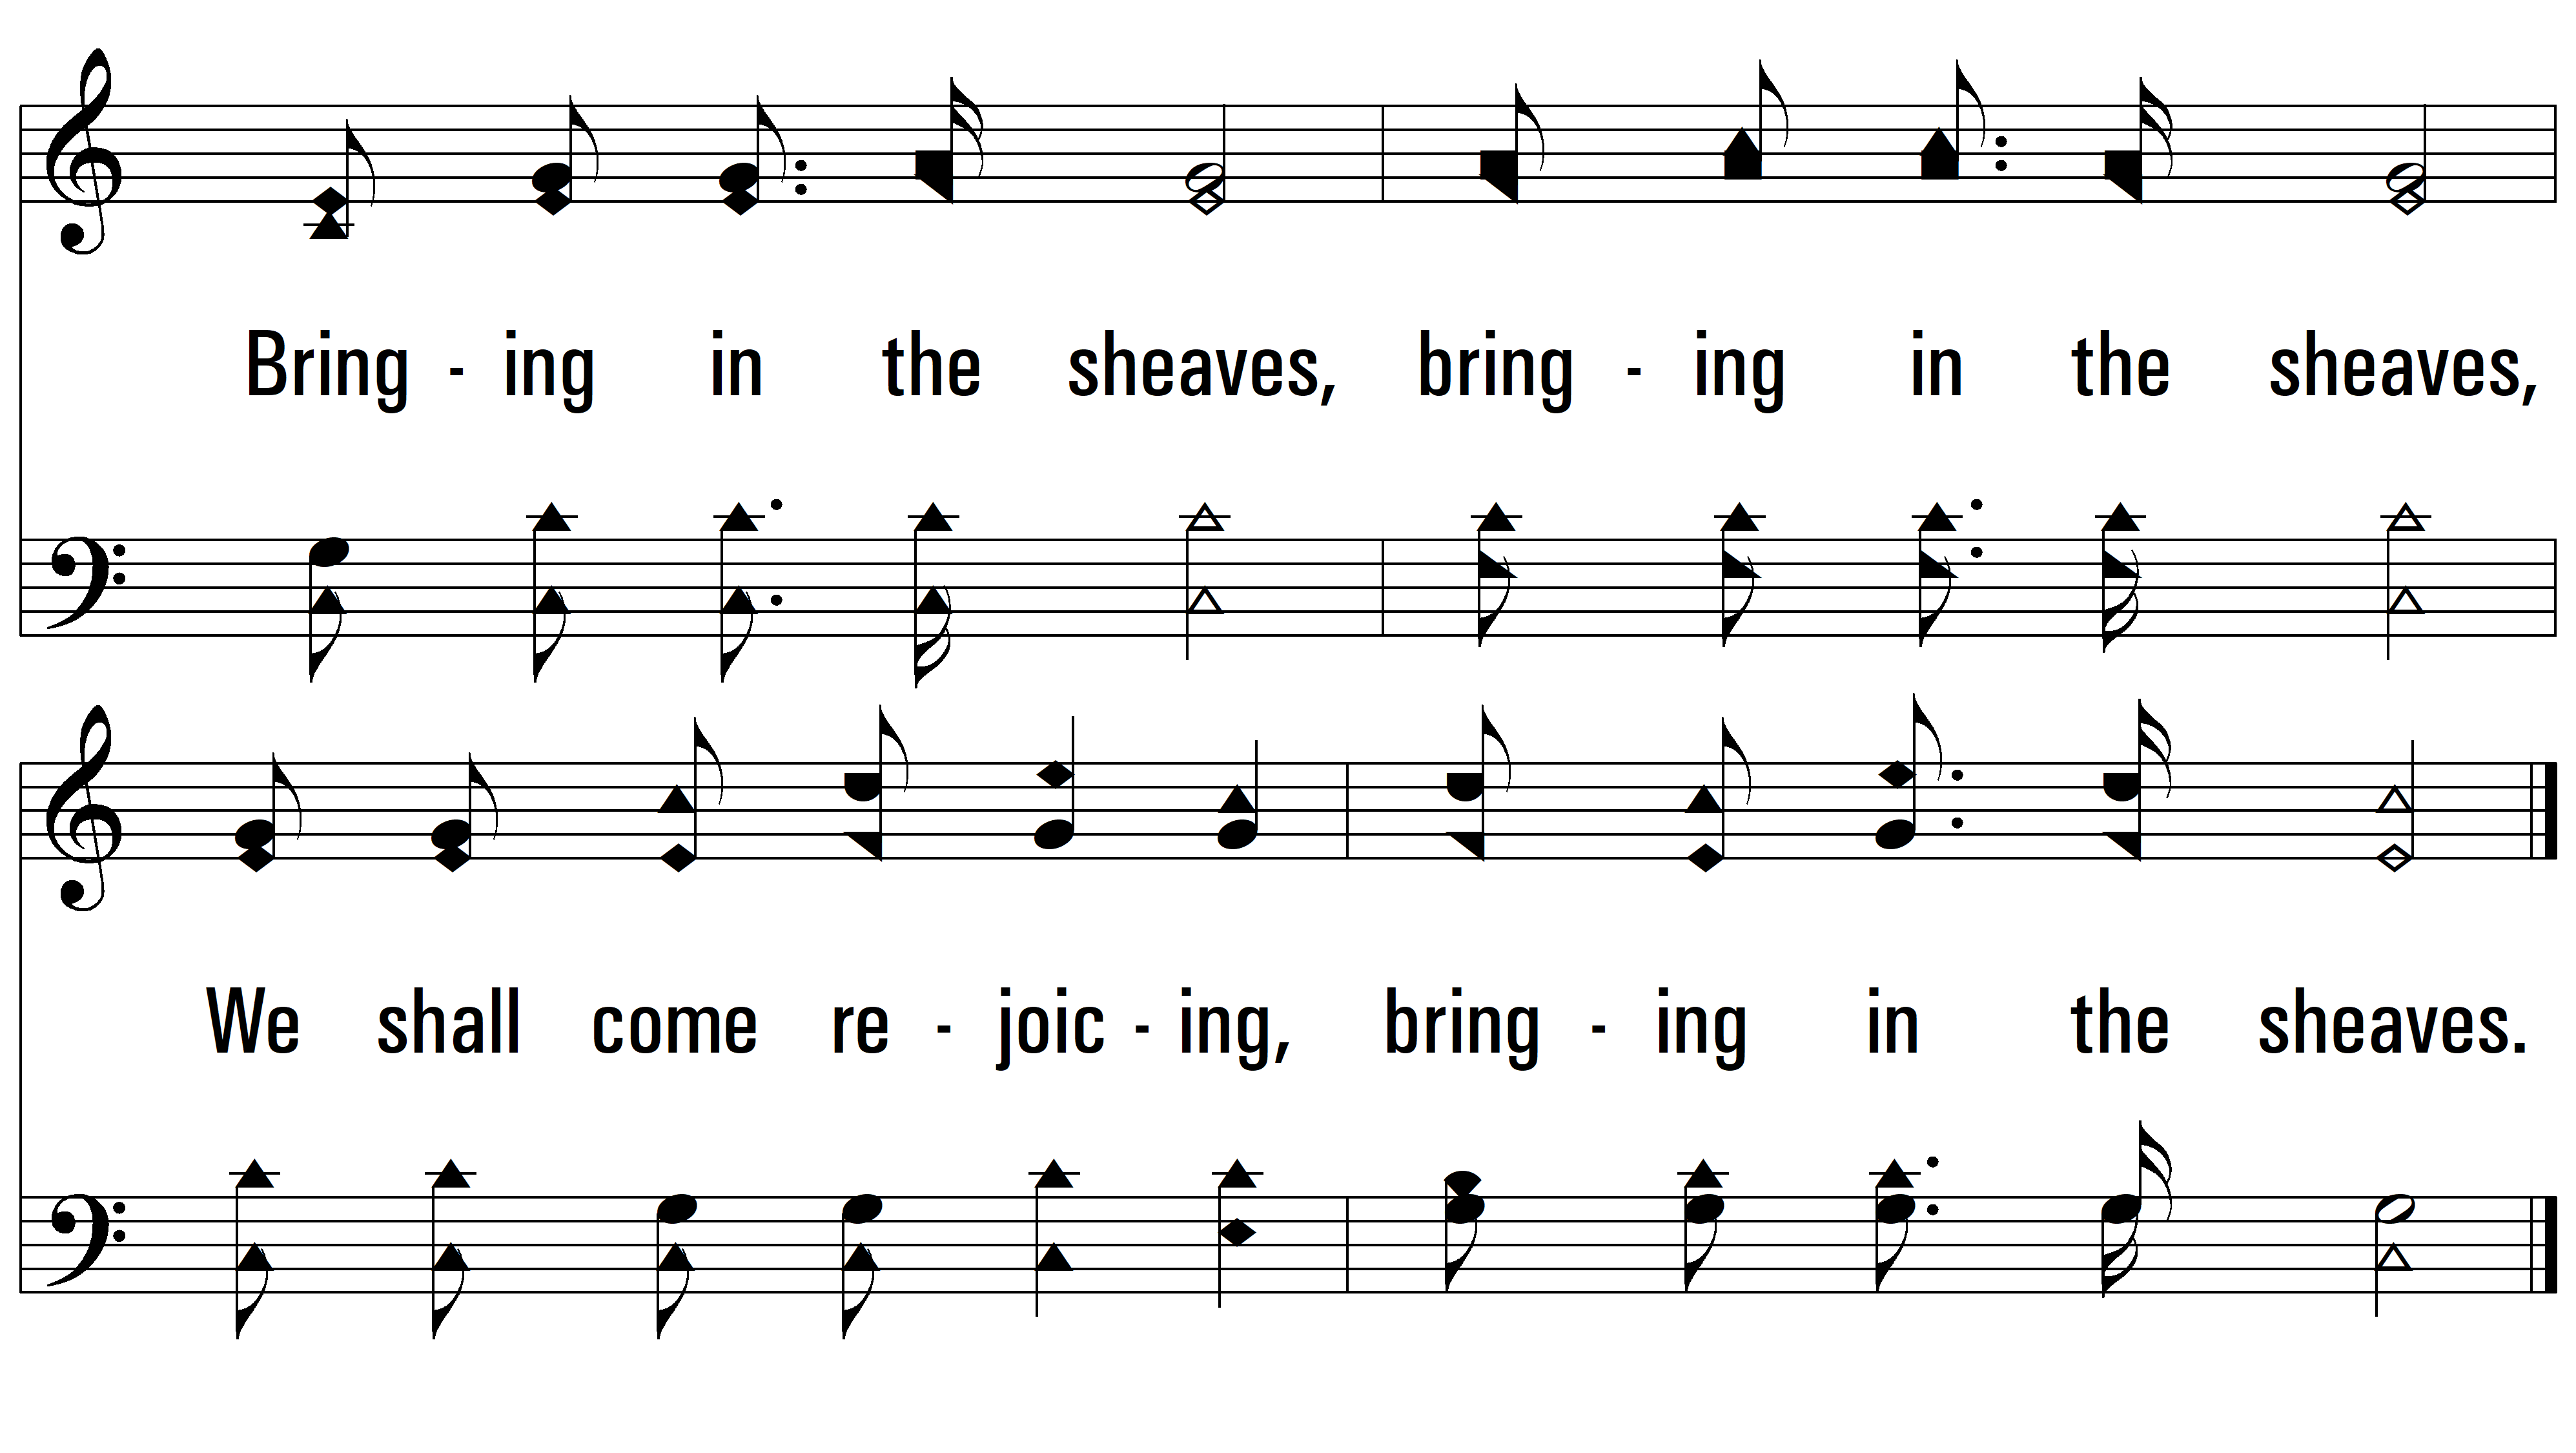 Bring - ing in the sheaves, bring - ing in the sheaves,
We shall come re - joic - ing, bring - ing in the sheaves.